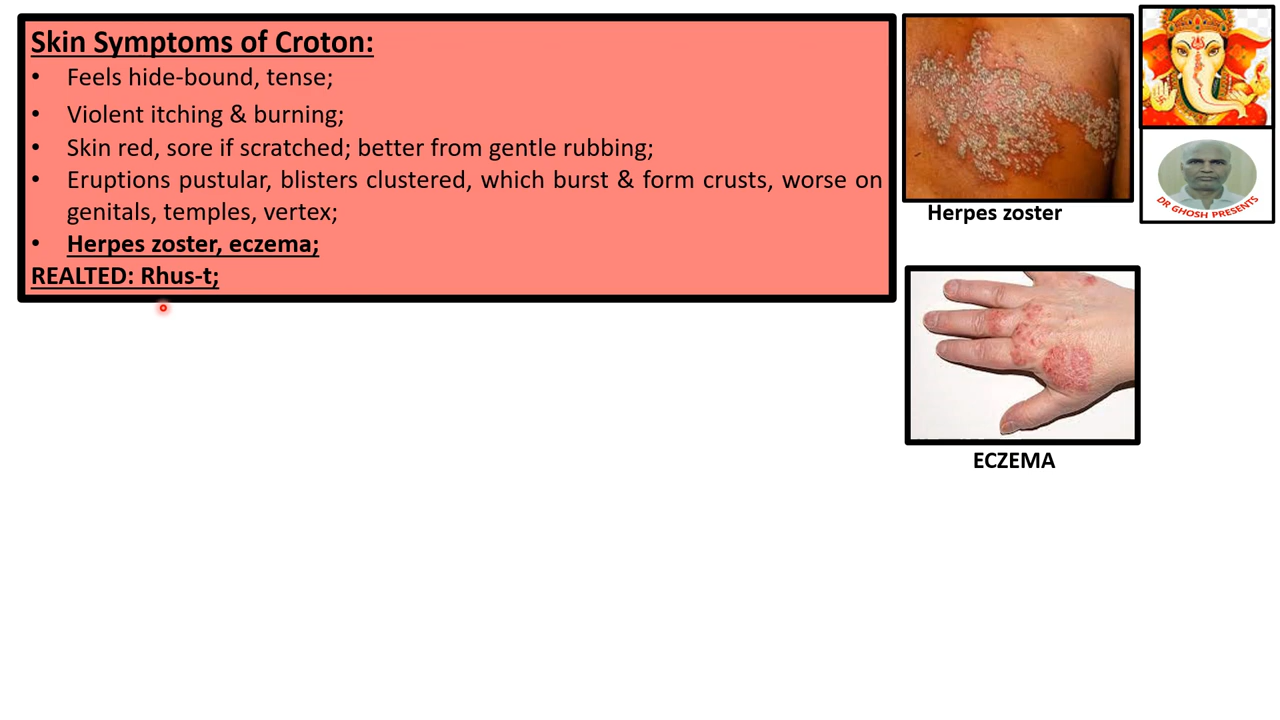 Skin Symptoms of Croton:
• Feels hide-bound, tense;
• Violent itching & burning;
• Skin red, sore if scratched; better from gentle rubbing;
• Eruptions pustular, blisters clustered, which burst & form crusts, worse on
genitals, temples, vertex;
• Herpes zoster, eczema;
REALTED: Rhus-t;
Herpes zoster
DR GHOSH PRESENTS
ECZEMA